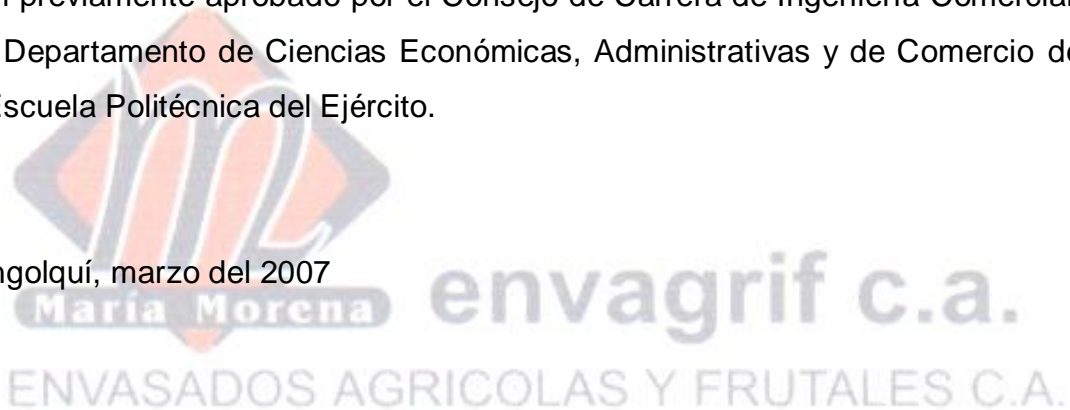 previamente aprobado por el Consejo de Carrera de Ingeniería Comercial
Departamento de Ciencias Económicas, Administrativas y de Comercio de
Escuela Politécnica del Ejército.
ngolquí, marzo del 2007
María Morena
envagrif c.a.
ENVASADOS AGRICOLAS Y FRUTALES C.A.